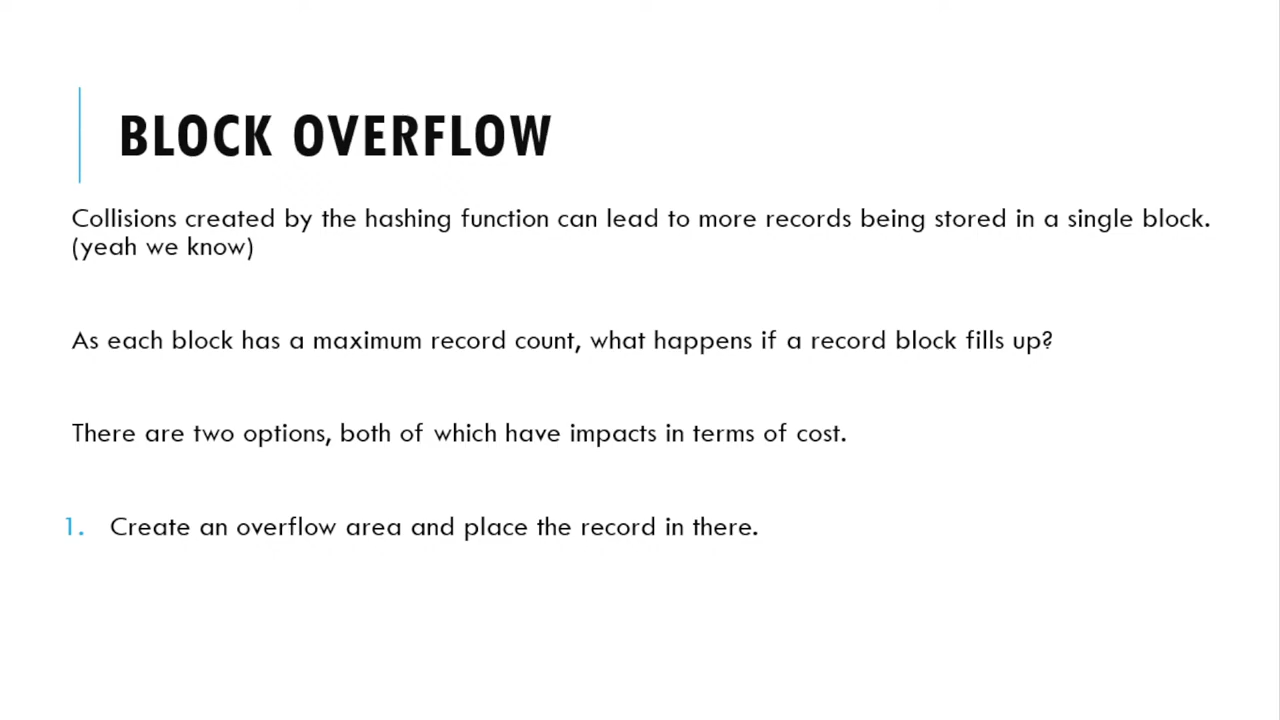 BLOCK OVERFLOW
Collisions created by the hashing function can lead to more records being stored in a single block.
(yeah we know)
As each block has a maximum record count, what happens if a record block fills up?
There are two options, both of which have impacts in terms of cost.
1. Create an overflow area and place the record in there.